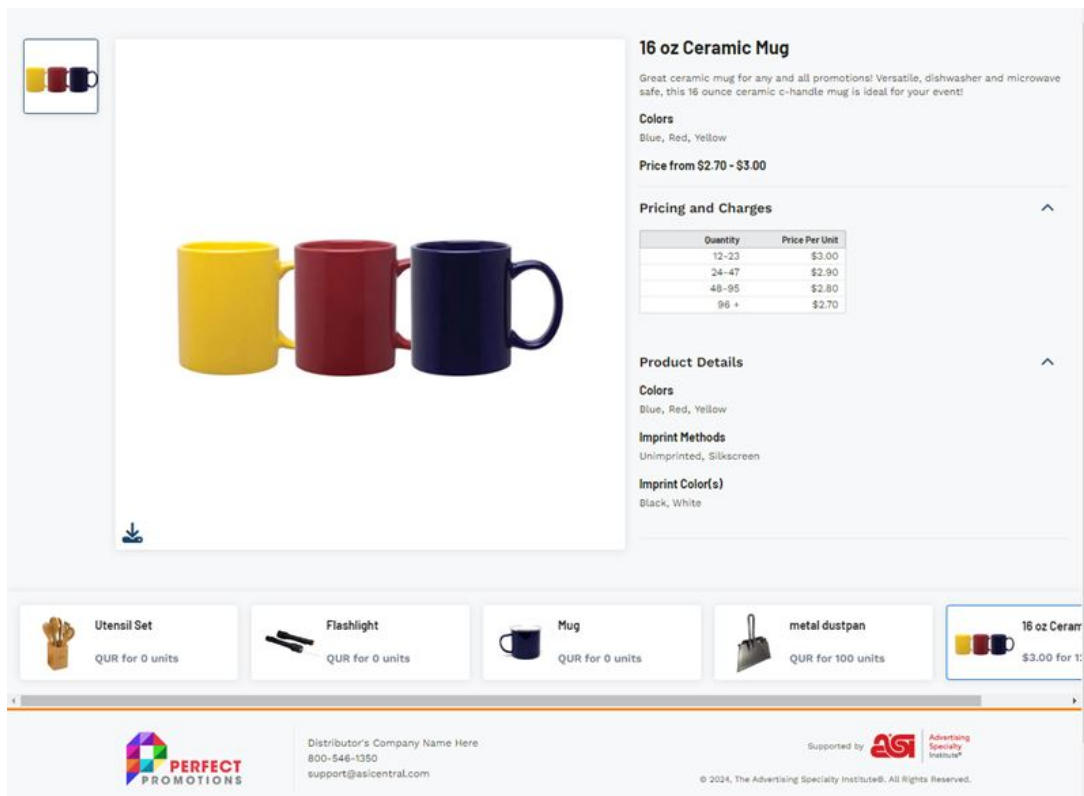 16 oz Ceramic Mug
Great ceramic mug for any and all promotions! Versatile, dishwasher and microwave
safe, this 16 ounce ceramic c-handle mug is ideal for your event!
Colors
Blue, Red, Yellow
Price from $2.70 - $3.00
Pricing and Charges
Quantity Price Per Unit
12-23 $3.00
24-47 $2.90
48-95 $2.80
96 + $2.70
Product Details
Colors
Blue, Red, Yellow
Imprint Methods
Unimprinted, Silkscreen
Imprint Color(s)
Black, White
Utensil Set
QUR for 0 units
Flashlight
QUR for 0 units
Mug
QUR for 0 units
metal dustpan
QUR for 100 units
16 oz Ceram
$3.00 for 1
PERFECT
PROMOTIONS
Distributor's Company Name Here
800-546-1350
support@asicentral.com
Supported by asi Advertising
Specialty
Institute®
© 2024, The Advertising Specialty Institute®. All Rights Reserved.